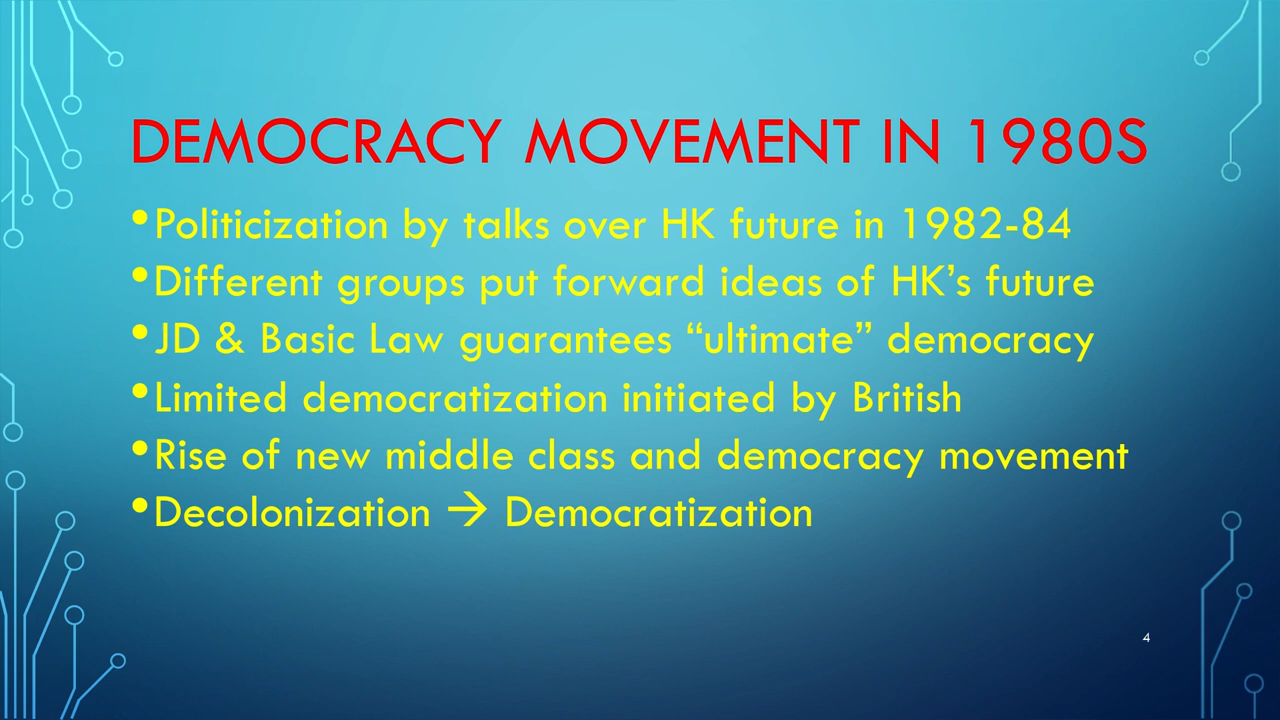 DEMOCRACY MOVEMENT IN 1980S
•Politicization by talks over HK future in 1982-84
•Different groups put forward ideas of HK’s future
•JD & Basic Law guarantees “ultimate” democracy
•Limited democratization initiated by British
•Rise of new middle class and democracy movement
•Decolonization → Democratization
4